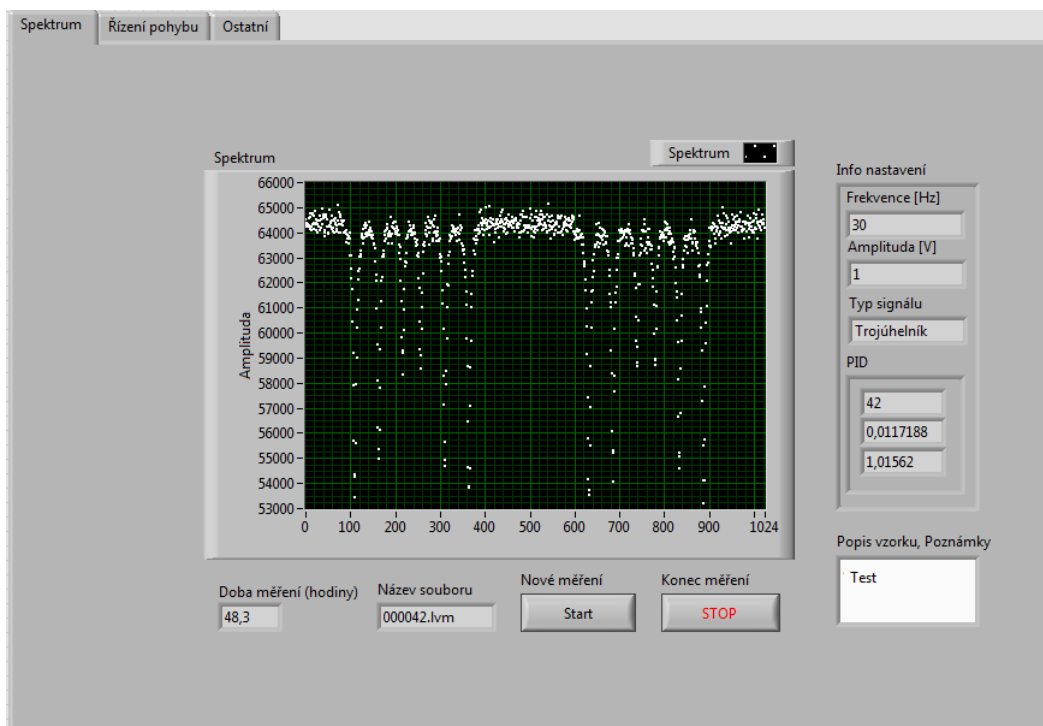 Spektrum Řízení pohybu Ostatní
Spektrum
Spektrum
66000
65000
64000
63000
62000
61000
60000
59000
58000
57000
56000
55000
54000
53000
Amplituda
0 100 200 300 400 500 600 700 800 900 1024
Info nastavení
Frekvence [Hz]
30
Amplituda [V]
1
Typ signálu
Trojúhelník
PID
42
0,0117188
1,01562
Popis vzorku, Poznámky
Test
Doba měření (hodiny)
48,3
Název souboru
000042.lvm
Nové měření
Start
Konec měření
STOP